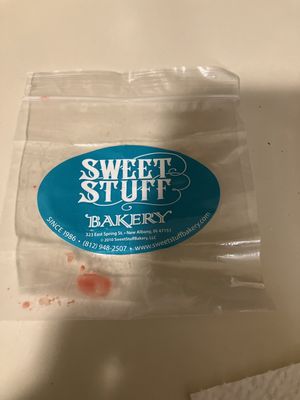 SWEET
STUFF
BAKERY
323 East Spring St. • New Albany, IN 47151
© 2010 SweetStuffBakery, LLC
SINCE 1986 • (812) 948-2507 • www.sweetstuffbakery.com